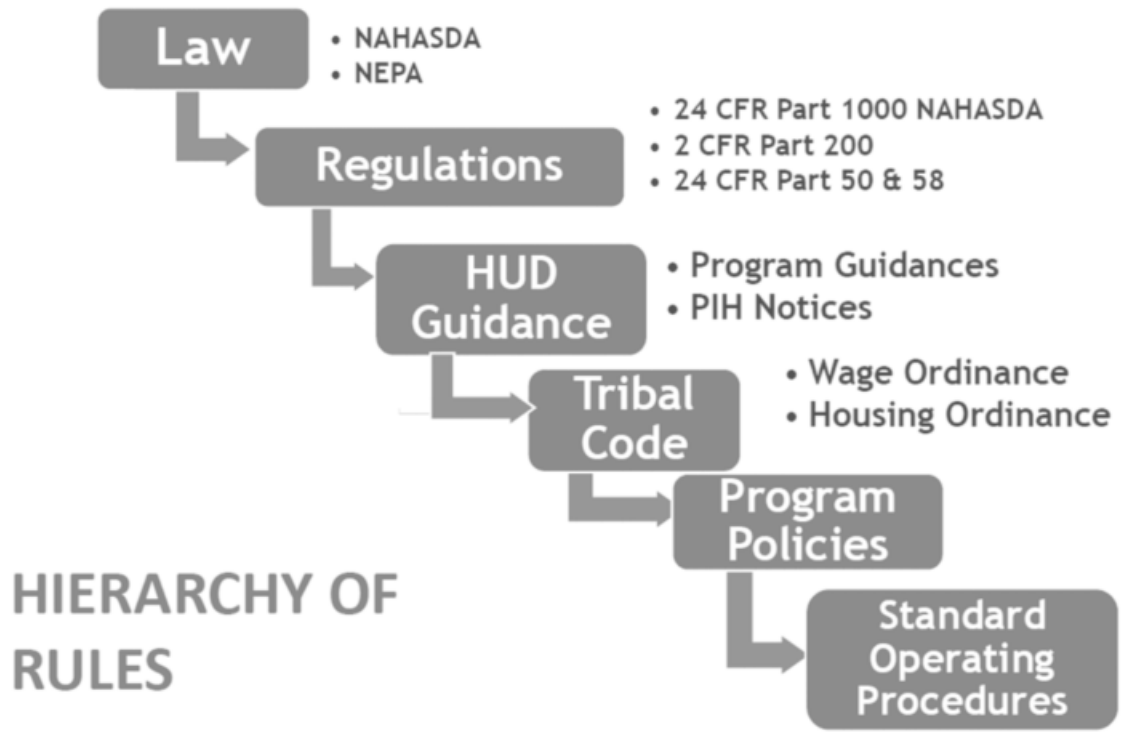 Law
• NAHASDA
• NEPA
Regulations
• 24 CFR Part 1000 NAHASDA
• 2 CFR Part 200
• 24 CFR Part 50 & 58
HUD
Guidance
• Program Guidances
• PIH Notices
Tribal
Code
• Wage Ordinance
• Housing Ordinance
Program
Policies
Standard
Operating
Procedures
HIERARCHY OF
RULES